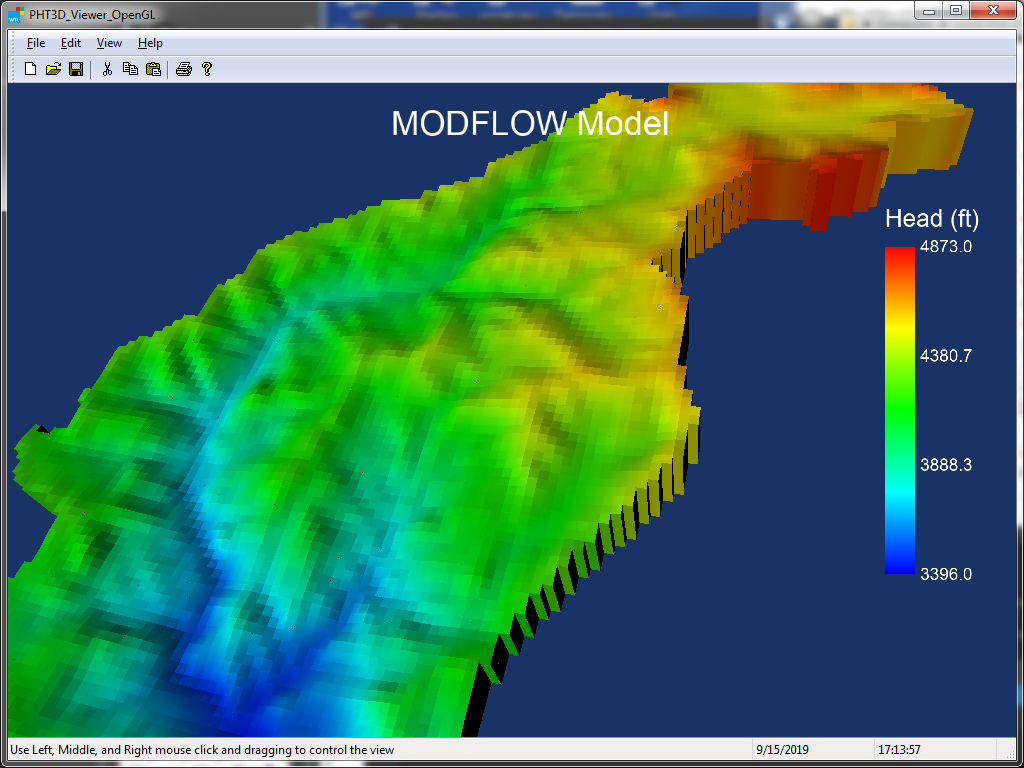 PHT3D_Viewer_OpenGL
File Edit View Help
MODFLOW Model
Head (ft)
4873.0
4380.7
3888.3
3396.0
Use Left, Middle, and Right mouse click and dragging to control the view
9/15/2019
17:13:57